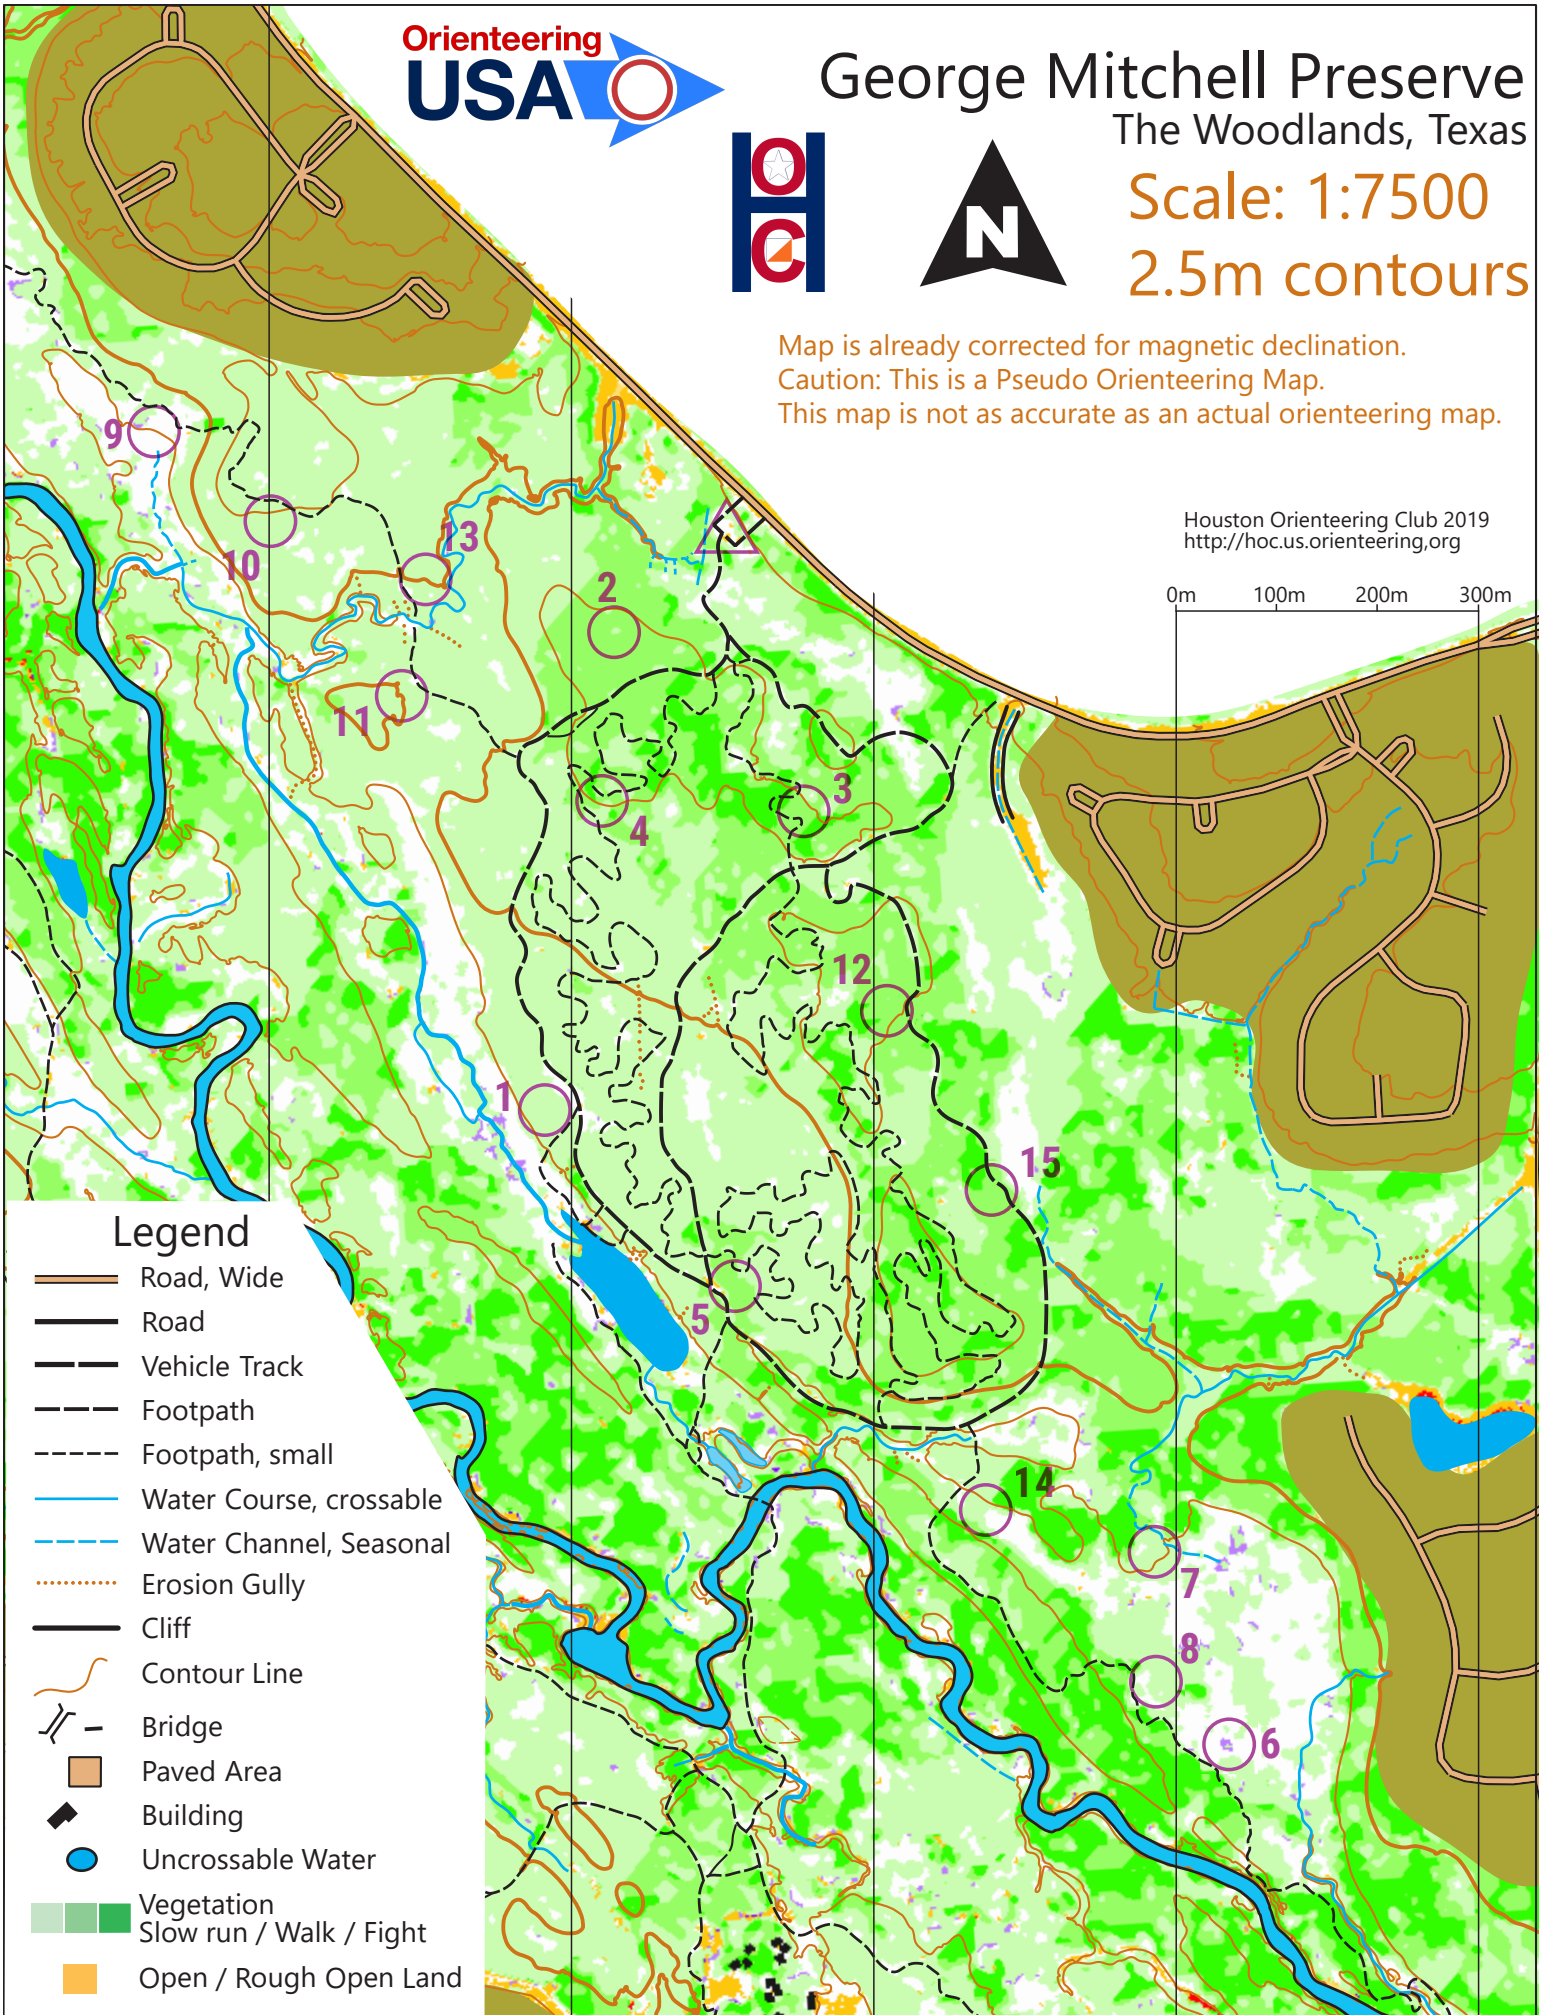 Orienteering
USA
George Mitchell Preserve
The Woodlands, Texas
Scale: 1:7500
2.5m contours
HOC
N
Map is already corrected for magnetic declination.
Caution: This is a Pseudo Orienteering Map.
This map is not as accurate as an actual orienteering map.
Houston Orienteering Club 2019
http://hoc.us.orienteering,org
0m 100m 200m 300m
9
13
10
2
11
3
4
12
1
15
5
14
7
8
6
Legend
Road, Wide
Road
Vehicle Track
Footpath
Footpath, small
Water Course, crossable
Water Channel, Seasonal
Erosion Gully
Cliff
Contour Line
Bridge
Paved Area
Building
Uncrossable Water
Vegetation
Slow run / Walk / Fight
Open / Rough Open Land